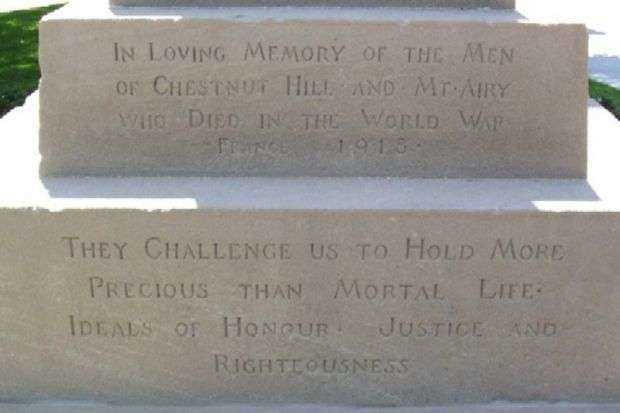 In Loving Memory of the Men
of Chestnut Hill and Mt·Airy
who Died in the World War
France 1918·
They Challenge us to Hold More
Precious than Mortal Life·
Ideals of Honour· Justice and
Righteousness